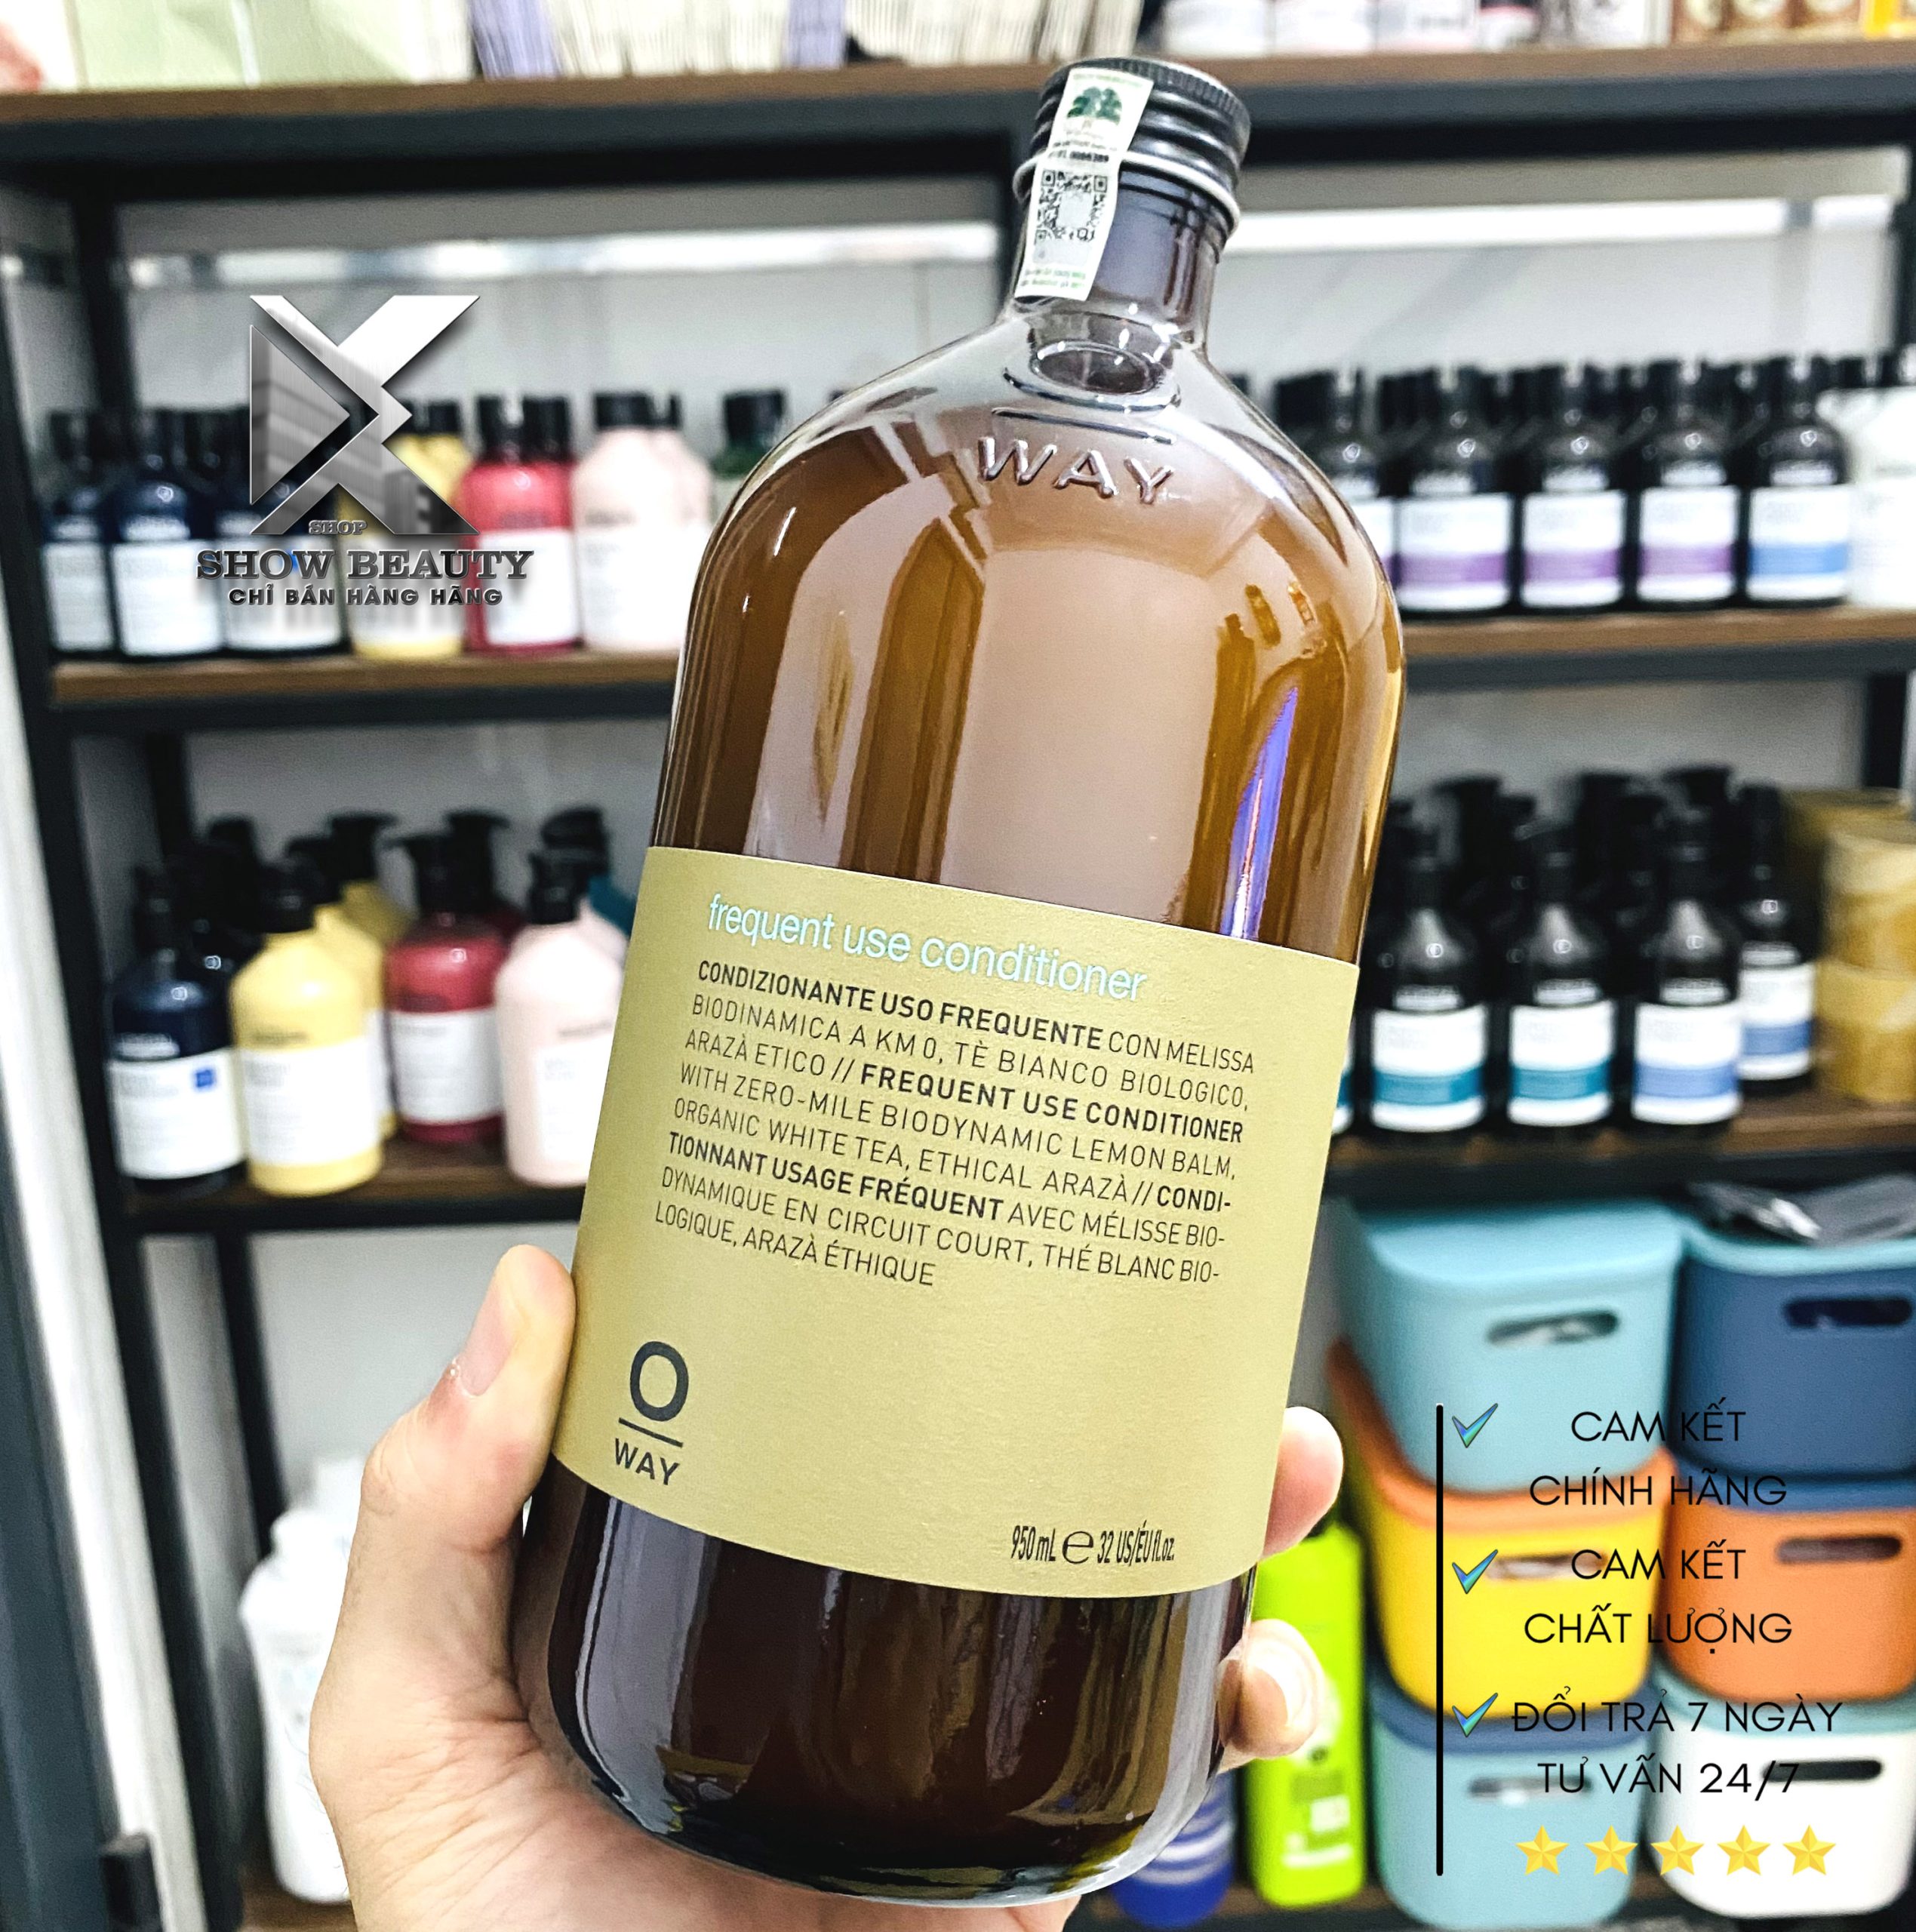 WAY
SHOP
SHOW BEAUTY
CHỈ BÁN HÀNG HÃNG
frequent use conditioner
CONDIZIONANTE USO FREQUENTE CON MELISSA
BIODINAMICA A KM 0, TÈ BIANCO BIOLOGICO,
ARAZÀ ETICO // FREQUENT USE CONDITIONER
WITH ZERO-MILE BIODYNAMIC LEMON BALM,
ORGANIC WHITE TEA, ETHICAL ARAZÀ // CONDI-
TIONNANT USAGE FRÉQUENT AVEC MÉLISSE BIO-
DYNAMIQUE EN CIRCUIT COURT, THÉ BLANC BIO-
LOGIQUE, ARAZÀ ÉTHIQUE
O
WAY
950 mL e 32 US/ÉU fl.oz.
CAM KẾT
CHÍNH HÃNG
CAM KẾT
CHẤT LƯỢNG
ĐỔI TRẢ 7 NGÀY
TƯ VẤN 24/7